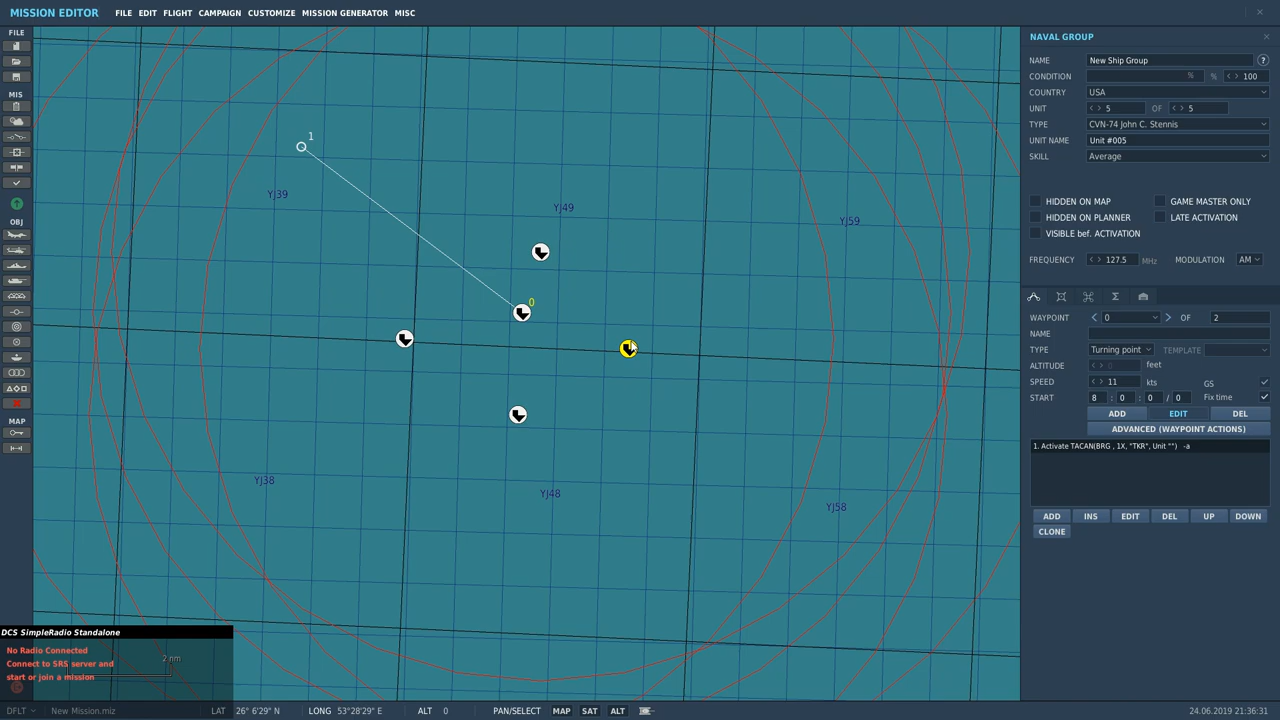 MISSION EDITOR FILE EDIT FLIGHT CAMPAIGN CUSTOMIZE MISSION GENERATOR MISC
FILE
MIS
OBJ
MAP
1
YJ39
YJ49
YJ59
0
YJ38
YJ48
YJ58
DCS SimpleRadio Standalone
No Radio Connected
Connect to SRS server and
start or join a mission
2 nm
NAVAL GROUP
NAME New Ship Group ?
CONDITION % % < > 100
COUNTRY USA
UNIT < > 5 OF < > 5
TYPE CVN-74 John C. Stennis
UNIT NAME Unit #005
SKILL Average
HIDDEN ON MAP GAME MASTER ONLY
HIDDEN ON PLANNER LATE ACTIVATION
VISIBLE bef. ACTIVATION
FREQUENCY < > 127.5 MHz MODULATION AM
WAYPOINT < 0 > OF 2
NAME
TYPE Turning point TEMPLATE
ALTITUDE < > 0 feet
SPEED < > 11 kts GS
START 8 : 0 : 0 / 0 Fix time
ADD EDIT DEL
ADVANCED (WAYPOINT ACTIONS)
1. Activate TACAN(BRG , 1X, "TKR", Unit "") -a
ADD INS EDIT DEL UP DOWN
CLONE
DFLT New Mission.miz LAT 26° 6'29" N LONG 53°28'29" E ALT 0 PAN/SELECT MAP SAT ALT 24.06.2019 21:36:31